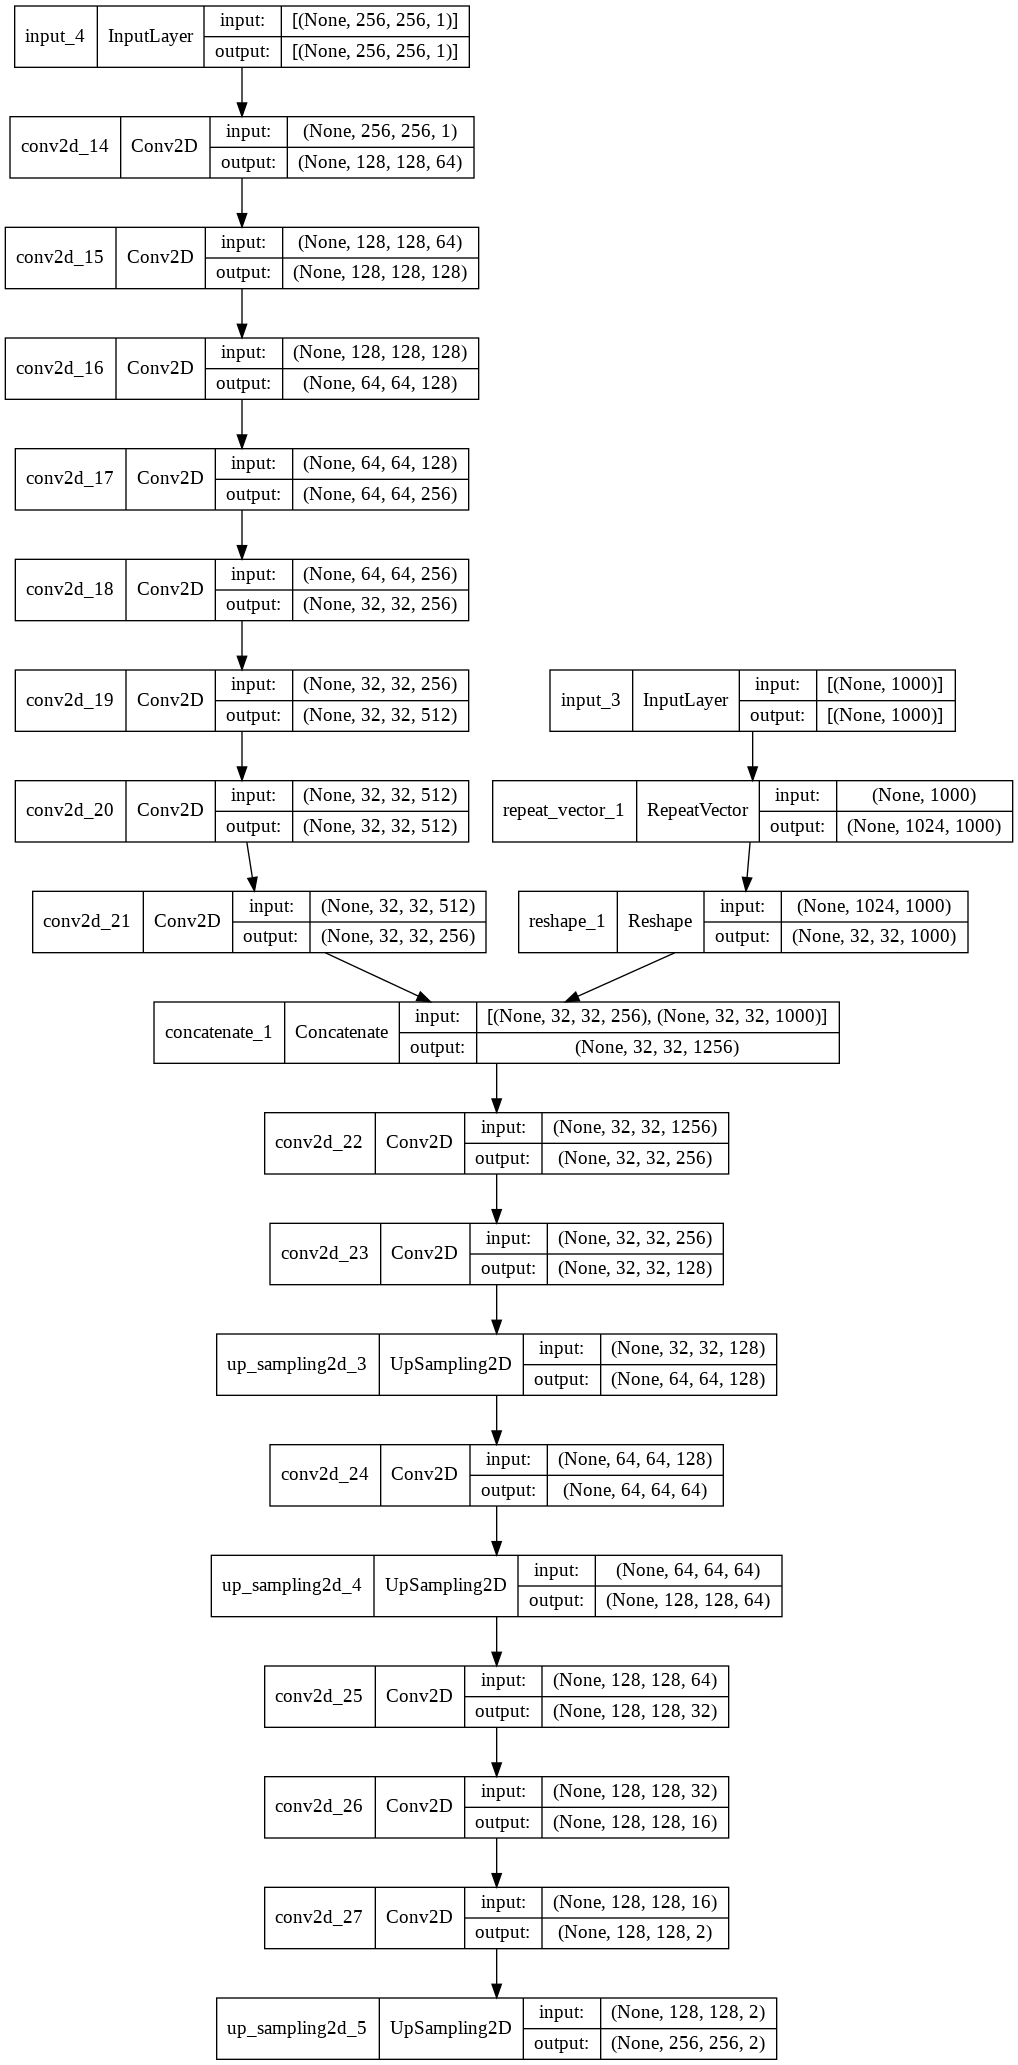 input_4 InputLayer input: [(None, 256, 256, 1)]
output: [(None, 256, 256, 1)]
conv2d_14 Conv2D input: (None, 256, 256, 1)
output: (None, 128, 128, 64)
conv2d_15 Conv2D input: (None, 128, 128, 64)
output: (None, 128, 128, 128)
conv2d_16 Conv2D input: (None, 128, 128, 128)
output: (None, 64, 64, 128)
conv2d_17 Conv2D input: (None, 64, 64, 128)
output: (None, 64, 64, 256)
conv2d_18 Conv2D input: (None, 64, 64, 256)
output: (None, 32, 32, 256)
conv2d_19 Conv2D input: (None, 32, 32, 256)
output: (None, 32, 32, 512)
input_3 InputLayer input: [(None, 1000)]
output: [(None, 1000)]
conv2d_20 Conv2D input: (None, 32, 32, 512)
output: (None, 32, 32, 512)
repeat_vector_1 RepeatVector input: (None, 1000)
output: (None, 1024, 1000)
conv2d_21 Conv2D input: (None, 32, 32, 512)
output: (None, 32, 32, 256)
reshape_1 Reshape input: (None, 1024, 1000)
output: (None, 32, 32, 1000)
concatenate_1 Concatenate input: [(None, 32, 32, 256), (None, 32, 32, 1000)]
output: (None, 32, 32, 1256)
conv2d_22 Conv2D input: (None, 32, 32, 1256)
output: (None, 32, 32, 256)
conv2d_23 Conv2D input: (None, 32, 32, 256)
output: (None, 32, 32, 128)
up_sampling2d_3 UpSampling2D input: (None, 32, 32, 128)
output: (None, 64, 64, 128)
conv2d_24 Conv2D input: (None, 64, 64, 128)
output: (None, 64, 64, 64)
up_sampling2d_4 UpSampling2D input: (None, 64, 64, 64)
output: (None, 128, 128, 64)
conv2d_25 Conv2D input: (None, 128, 128, 64)
output: (None, 128, 128, 32)
conv2d_26 Conv2D input: (None, 128, 128, 32)
output: (None, 128, 128, 16)
conv2d_27 Conv2D input: (None, 128, 128, 16)
output: (None, 128, 128, 2)
up_sampling2d_5 UpSampling2D input: (None, 128, 128, 2)
output: (None, 256, 256, 2)